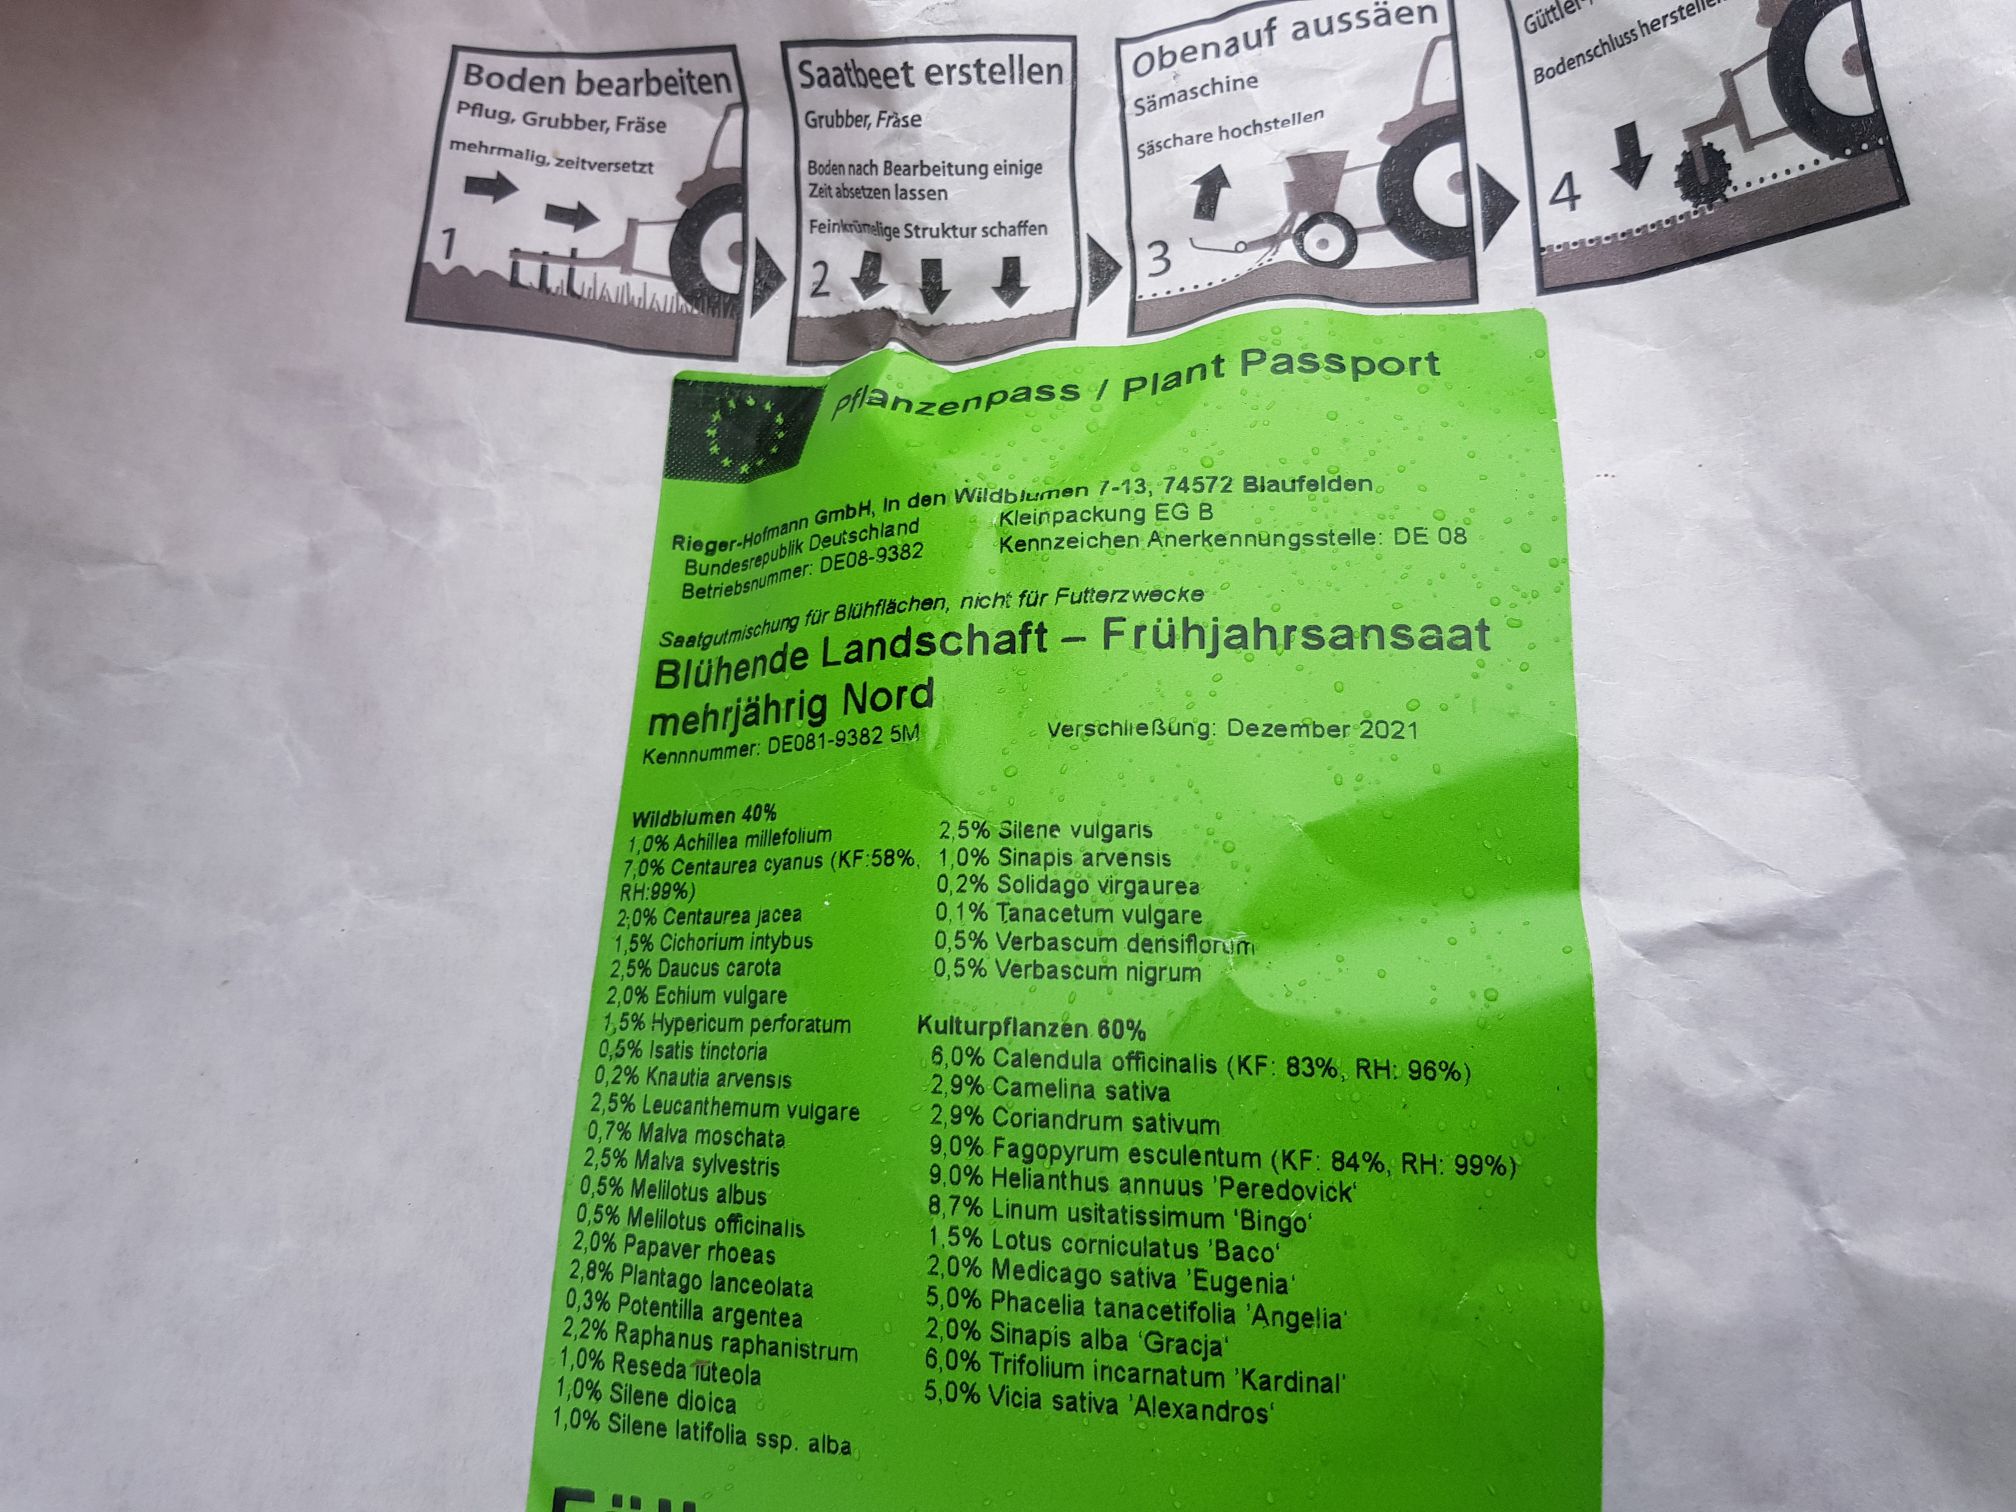 Boden bearbeiten
Pflug, Grubber, Fräse
mehrmalig, zeitversetzt
1
Saatbeet erstellen
Grubber, Fräse
Boden nach Bearbeitung einige
Zeit absetzen lassen
Feinkrümelige Struktur schaffen
2
Obenauf aussäen
Sämaschine
Säschare hochstellen
3
Bodenschluss herstellen
4
Pflanzenpass / Plant Passport
Rieger-Hofmann GmbH, In den Wildblumen 7-13, 74572 Blaufelden
Bundesrepublik Deutschland
Betriebsnummer: DE08-9382
Kleinpackung EG B
Kennzeichen Anerkennungsstelle: DE 08
Saatgutmischung für Blühflächen, nicht für Futterzwecke
Blühende Landschaft – Frühjahrsansaat
mehrjährig Nord
Kennnummer: DE081-9382 5M
Verschließung: Dezember 2021
Wildblumen 40%
1,0% Achillea millefolium
7,0% Centaurea cyanus (KF:58%,
RH:99%)
2,0% Centaurea jacea
1,5% Cichorium intybus
2,5% Daucus carota
2,0% Echium vulgare
1,5% Hypericum perforatum
0,5% Isatis tinctoria
0,2% Knautia arvensis
2,5% Leucanthemum vulgare
0,7% Malva moschata
2,5% Malva sylvestris
0,5% Melilotus albus
0,5% Melilotus officinalis
2,0% Papaver rhoeas
2,8% Plantago lanceolata
0,3% Potentilla argentea
2,2% Raphanus raphanistrum
1,0% Reseda luteola
1,0% Silene dioica
1,0% Silene latifolia ssp. alba
2,5% Silene vulgaris
1,0% Sinapis arvensis
0,2% Solidago virgaurea
0,1% Tanacetum vulgare
0,5% Verbascum densiflorum
0,5% Verbascum nigrum
Kulturpflanzen 60%
6,0% Calendula officinalis (KF: 83%, RH: 96%)
2,9% Camelina sativa
2,9% Coriandrum sativum
9,0% Fagopyrum esculentum (KF: 84%, RH: 99%)
9,0% Helianthus annuus 'Peredovick'
8,7% Linum usitatissimum 'Bingo'
1,5% Lotus corniculatus 'Baco'
2,0% Medicago sativa 'Eugenia'
5,0% Phacelia tanacetifolia 'Angelia'
2,0% Sinapis alba 'Gracja'
6,0% Trifolium incarnatum 'Kardinal'
5,0% Vicia sativa 'Alexandros'